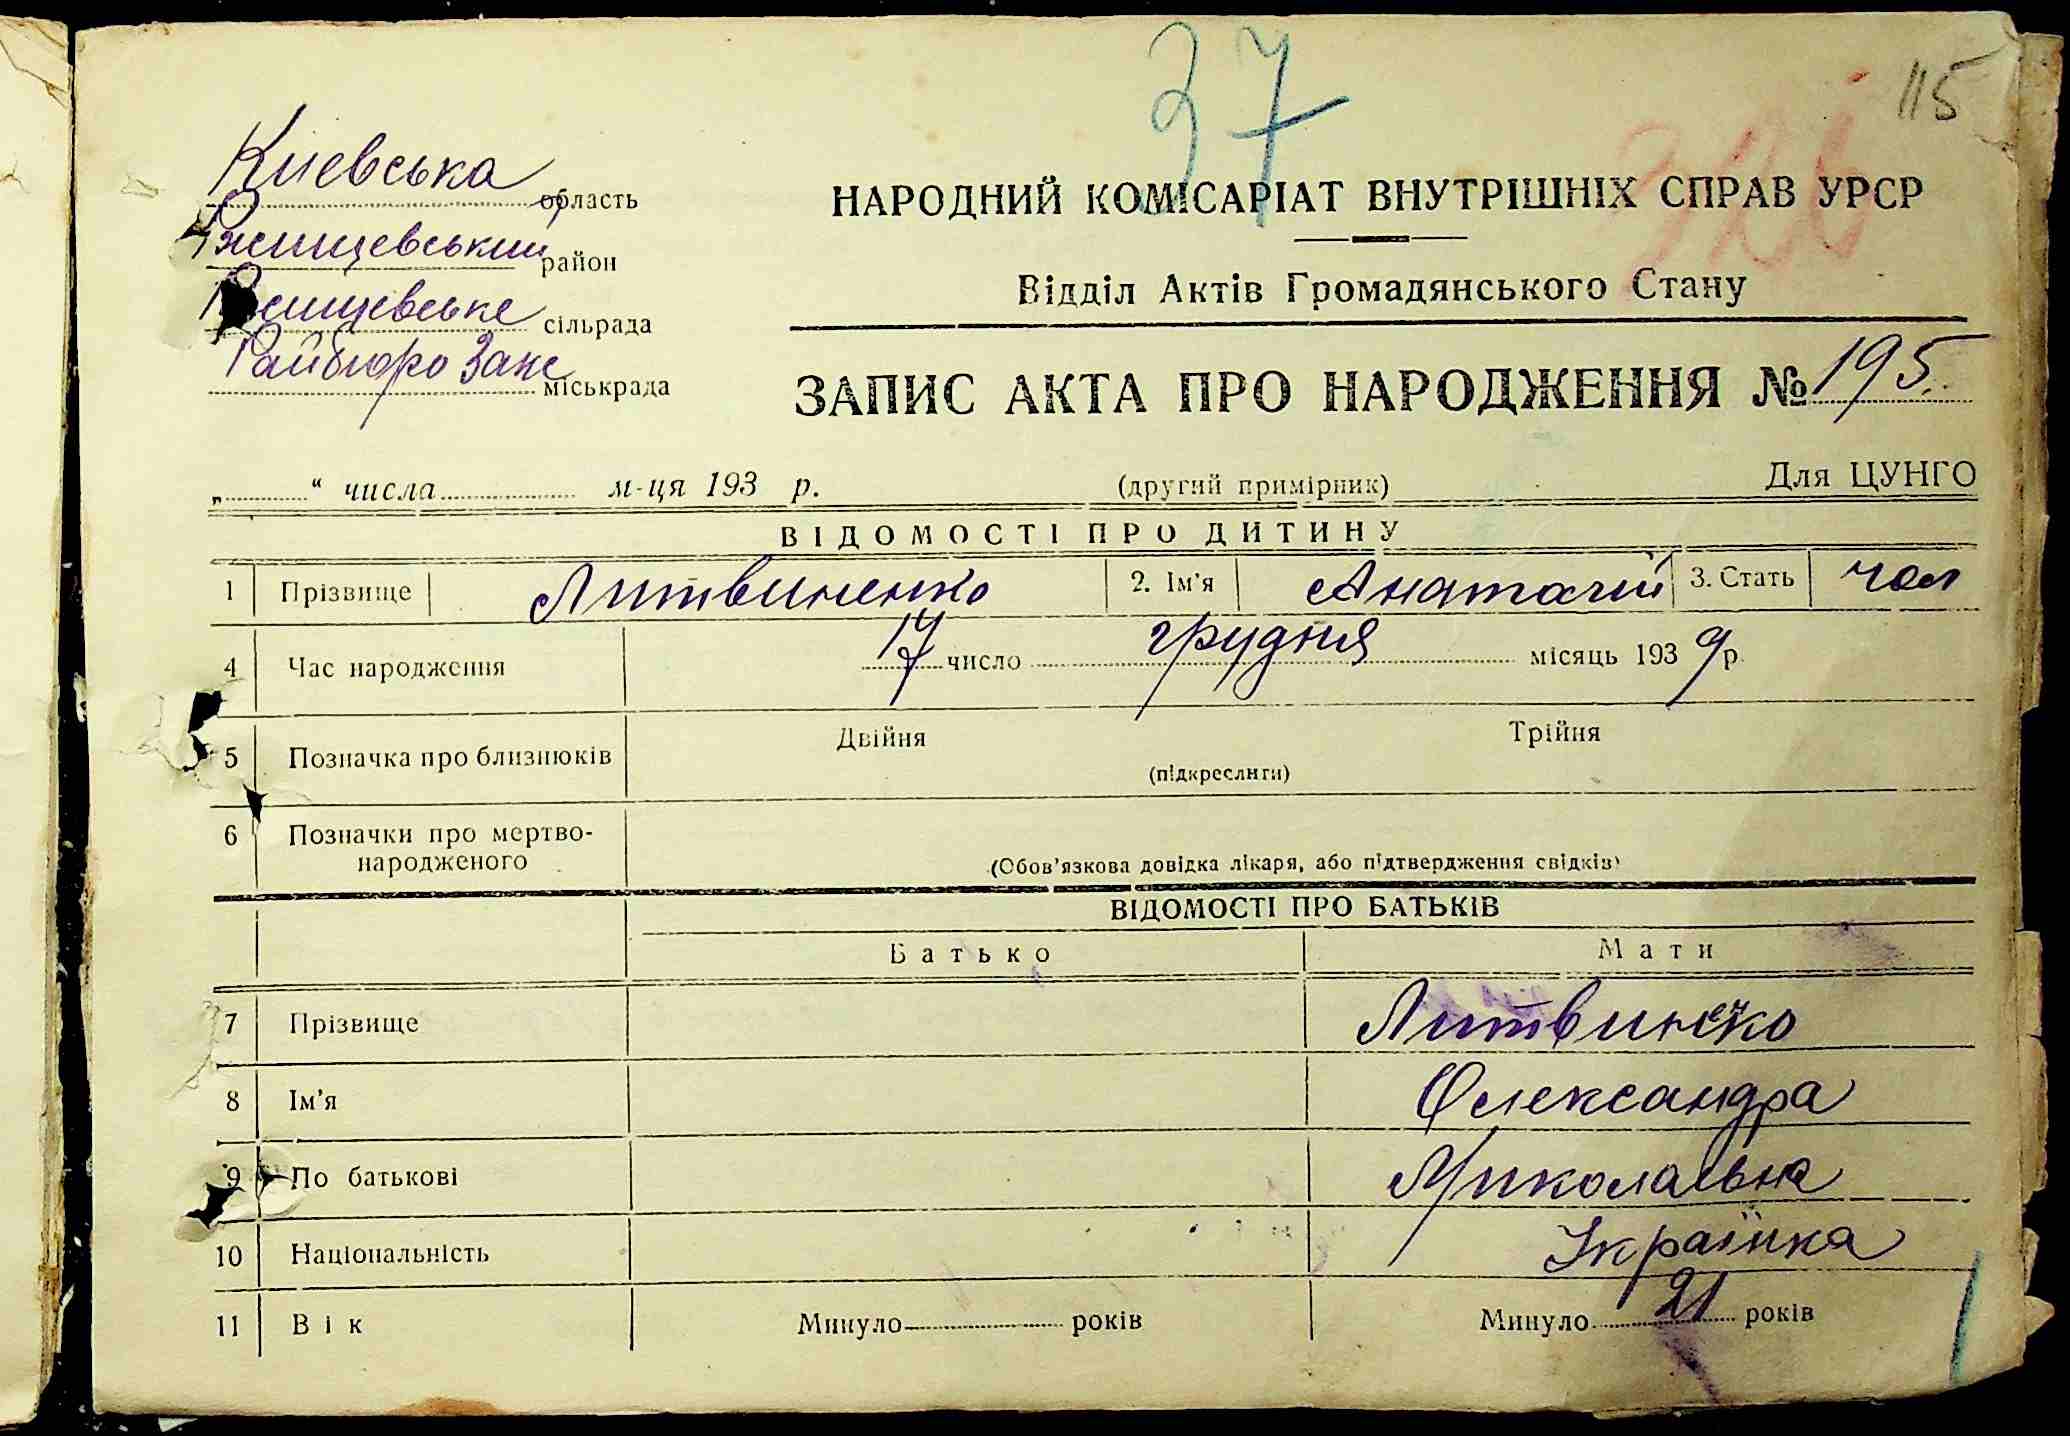 37
115
Киевська область
Ржищевський район
Ржищевське сільрада
Райбюро Загс міськрада
НАРОДНИЙ КОМІСАРІАТ ВНУТРІШНІХ СПРАВ УРСР
Відділ Актів Громадянського Стану
ЗАПИС АКТА ПРО НАРОДЖЕННЯ № 195.
„ “ числа м-ця 193 р. (другий примірник) Для ЦУНГО
ВІДОМОСТІ ПРО ДИТИНУ
1 Прізвище Литвиненко 2. Ім’я Анатолій 3. Стать чол
4 Час народження 17 число грудня місяць 1939 р.
5 Позначка про близнюків Двійня Трійня
(підкреслити)
6 Позначки про мертво-
народженого
(Обов’язкова довідка лікаря, або підтвердження свідків)
ВІДОМОСТІ ПРО БАТЬКІВ
Батько Мати
7 Прізвище Литвиненко
8 Ім’я Олександра
9 По батькові Миколаївна
10 Національність Українка
11 Вік Минуло років Минуло 21 років